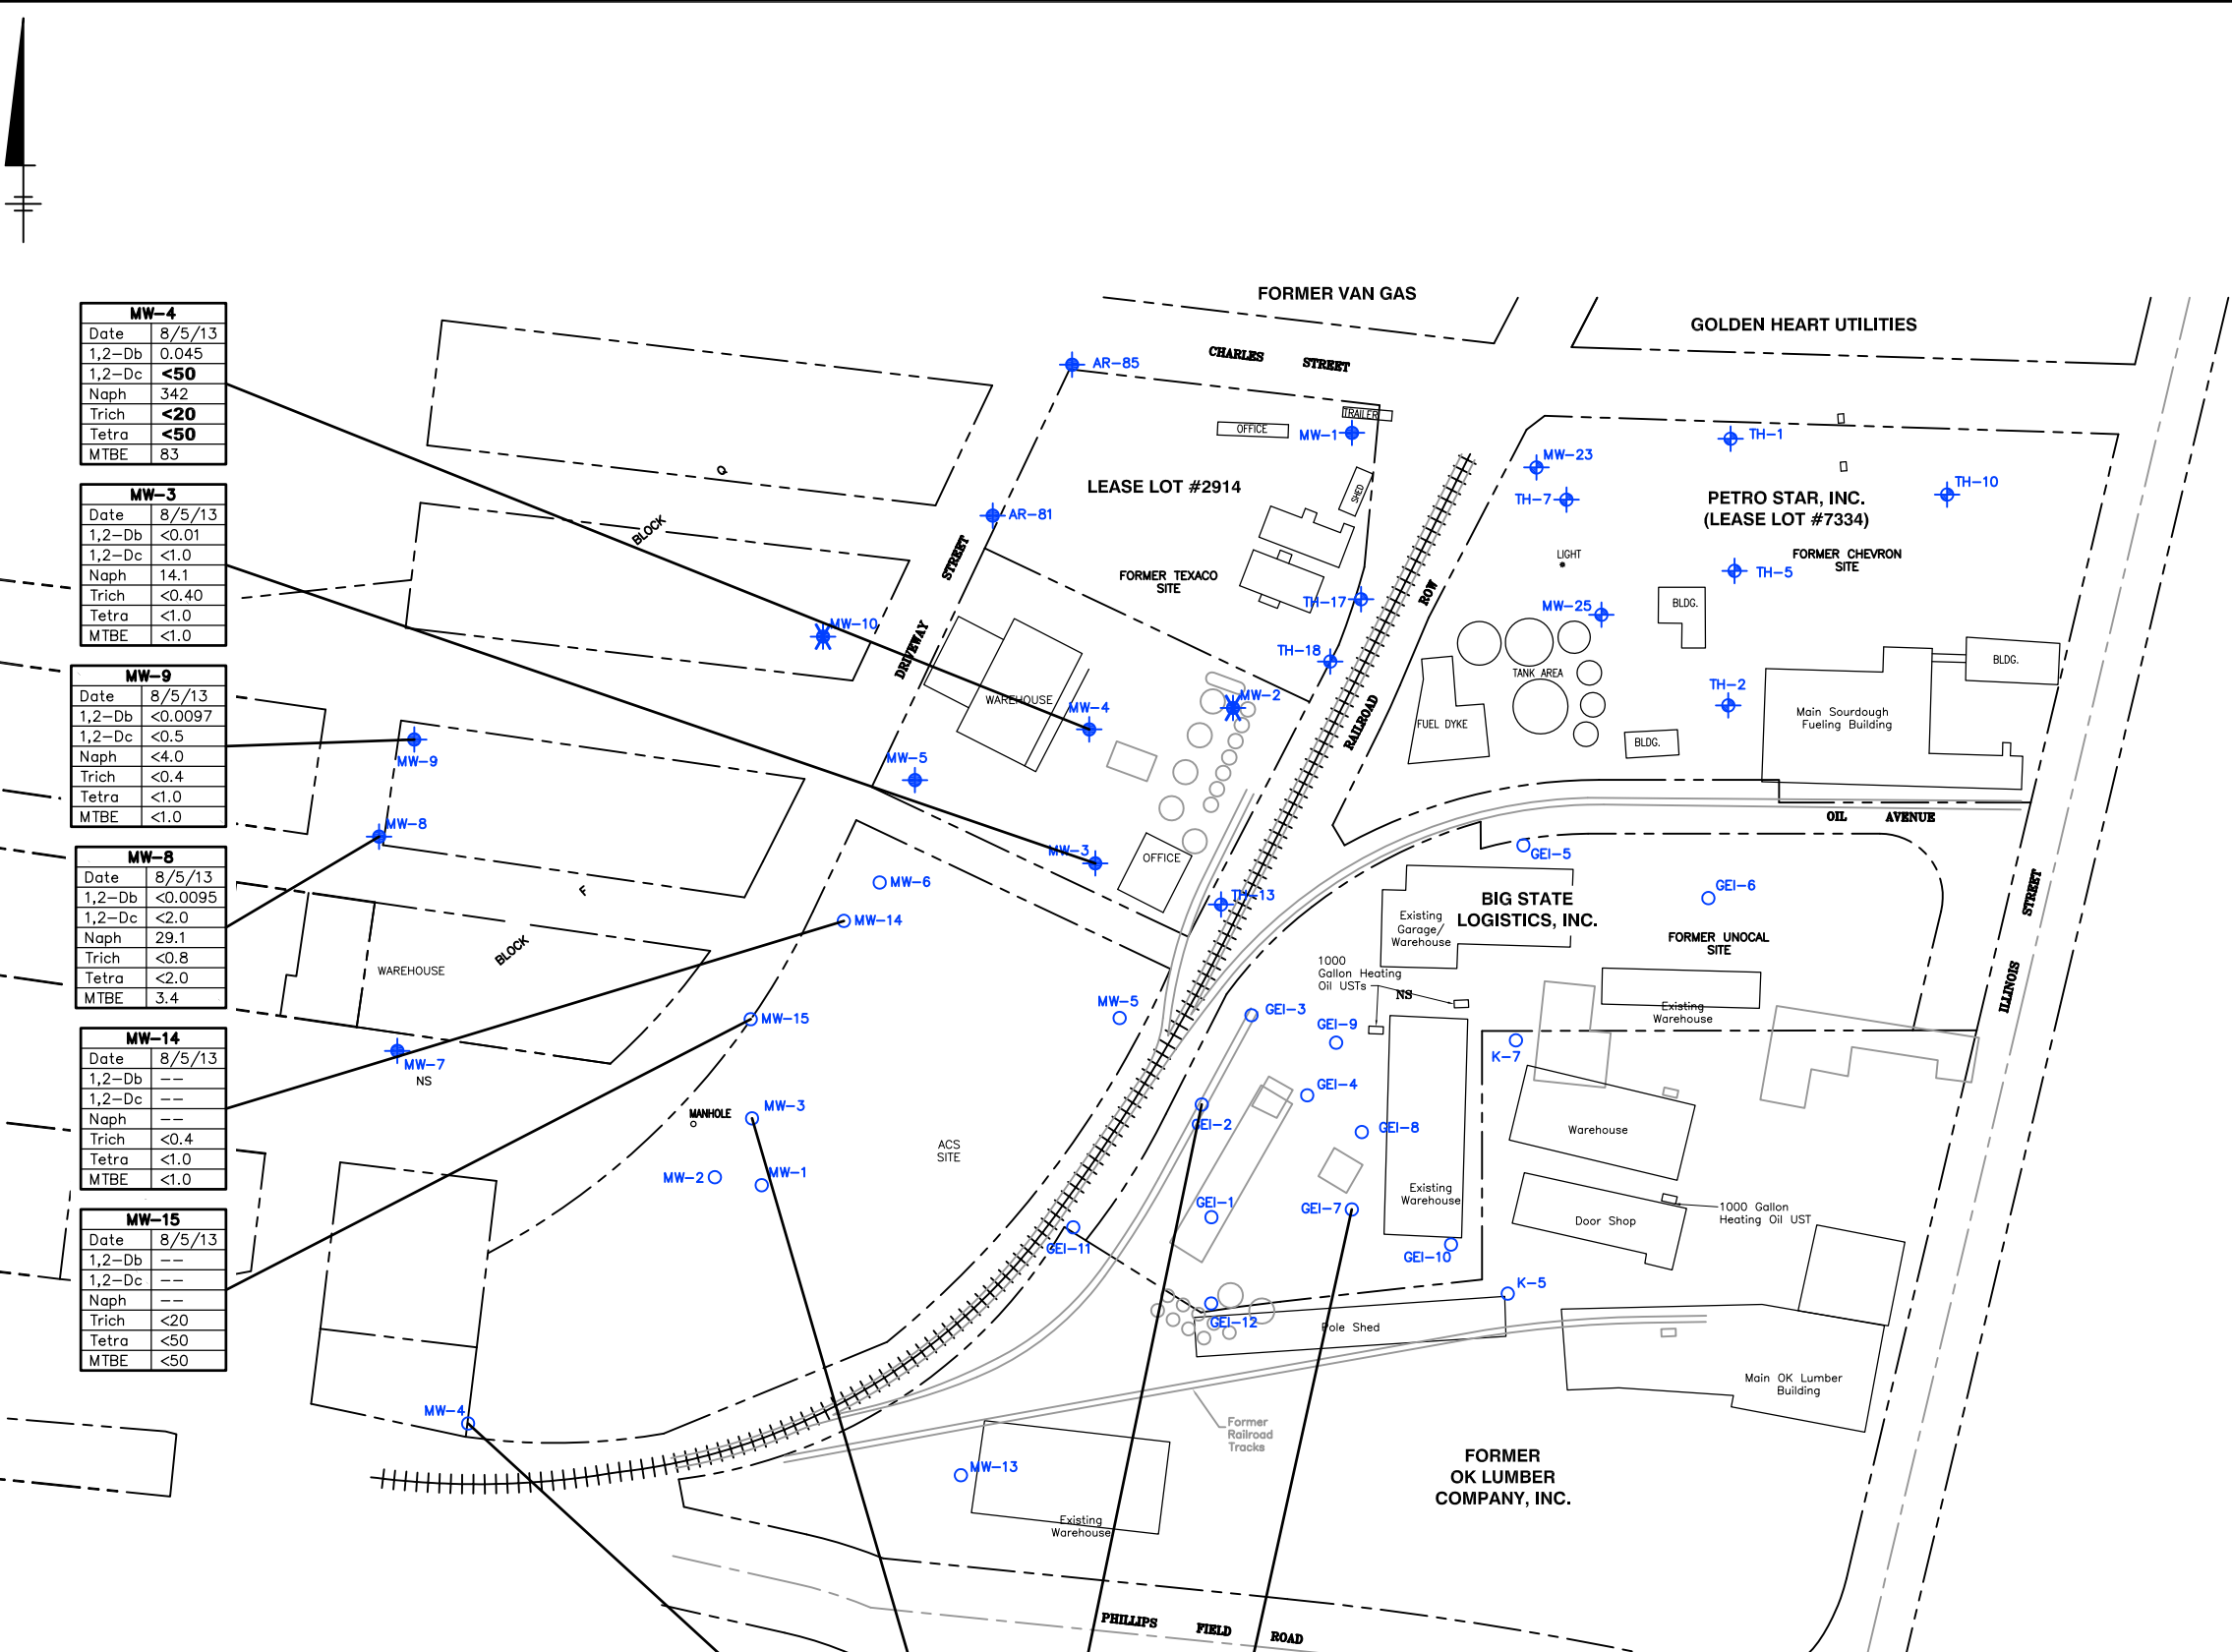 FORMER VAN GAS
GOLDEN HEART UTILITIES
CHARLES STREET
MW-4
Date 8/5/13
1,2-Db 0.045
1,2-Dc <50
Naph 342
Trich <20
Tetra <50
MTBE 83
MW-3
Date 8/5/13
1,2-Db <0.01
1,2-Dc <1.0
Naph 14.1
Trich <0.40
Tetra <1.0
MTBE <1.0
MW-9
Date 8/5/13
1,2-Db <0.0097
1,2-Dc <0.5
Naph <4.0
Trich <0.4
Tetra <1.0
MTBE <1.0
MW-8
Date 8/5/13
1,2-Db <0.0095
1,2-Dc <2.0
Naph 29.1
Trich <0.8
Tetra <2.0
MTBE 3.4
MW-14
Date 8/5/13
1,2-Db --
1,2-Dc --
Naph --
Trich <0.4
Tetra <1.0
MTBE <1.0
MW-15
Date 8/5/13
1,2-Db --
1,2-Dc --
Naph --
Trich <20
Tetra <50
MTBE <50
AR-85
TRAILER
OFFICE
MW-1
LEASE LOT #2914
SHED
AR-81
Q
BLOCK
DRIVEWAY STREET
FORMER TEXACO
SITE
TH-17
TH-18
MW-10
WAREHOUSE
MW-4
MW-2
MW-5
MW-3
OFFICE
TH-13
RAILROAD ROW
MW-23
TH-7
TH-1
TH-10
PETRO STAR, INC.
(LEASE LOT #7334)
LIGHT
FORMER CHEVRON
SITE
TH-5
MW-25
BLDG.
TANK AREA
FUEL DYKE
TH-2
BLDG.
Main Sourdough
Fueling Building
BLDG.
OIL AVENUE
ILLINOIS STREET
MW-9
MW-8
F
BLOCK
WAREHOUSE
MW-7
NS
MW-6
MW-14
MW-15
MW-5
MANHOLE
MW-3
MW-2
MW-1
ACS
SITE
MW-4
MW-13
GEI-5
GEI-6
BIG STATE
LOGISTICS, INC.
Existing
Garage/
Warehouse
FORMER UNOCAL
SITE
1000
Gallon Heating
Oil USTs
NS
Existing
Warehouse
GEI-3
GEI-9
K-7
GEI-4
GEI-2
GEI-8
Warehouse
GEI-1
GEI-7
Existing
Warehouse
Door Shop
1000 Gallon
Heating Oil UST
GEI-11
GEI-10
K-5
GEI-12
Pole Shed
Main OK Lumber
Building
Former
Railroad
Tracks
FORMER
OK LUMBER
COMPANY, INC.
Existing
Warehouse
PHILLIPS FIELD ROAD